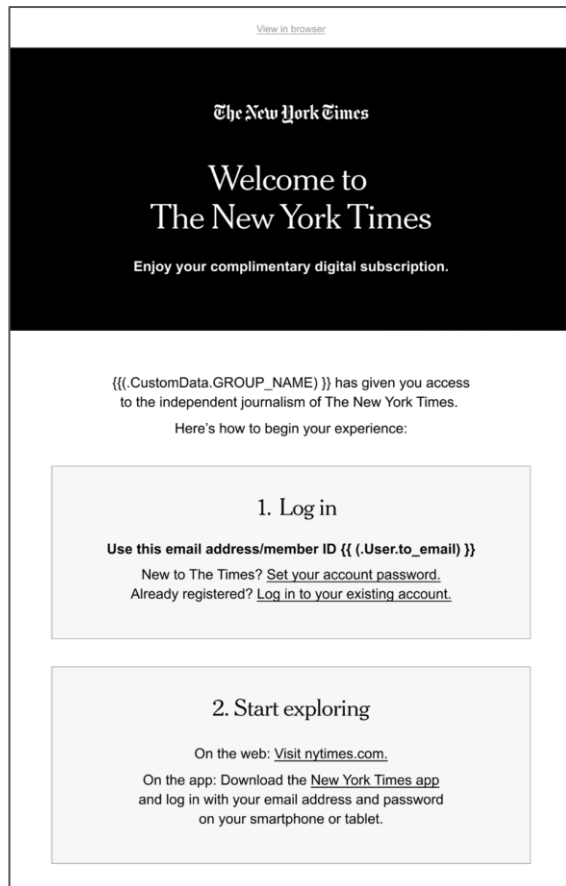 View in browser
The New York Times
Welcome to
The New York Times
Enjoy your complimentary digital subscription.
{{(.CustomData.GROUP_NAME) }} has given you access
to the independent journalism of The New York Times.
Here’s how to begin your experience:
1. Log in
Use this email address/member ID {{ (.User.to_email) }}
New to The Times? Set your account password.
Already registered? Log in to your existing account.
2. Start exploring
On the web: Visit nytimes.com.
On the app: Download the New York Times app
and log in with your email address and password
on your smartphone or tablet.